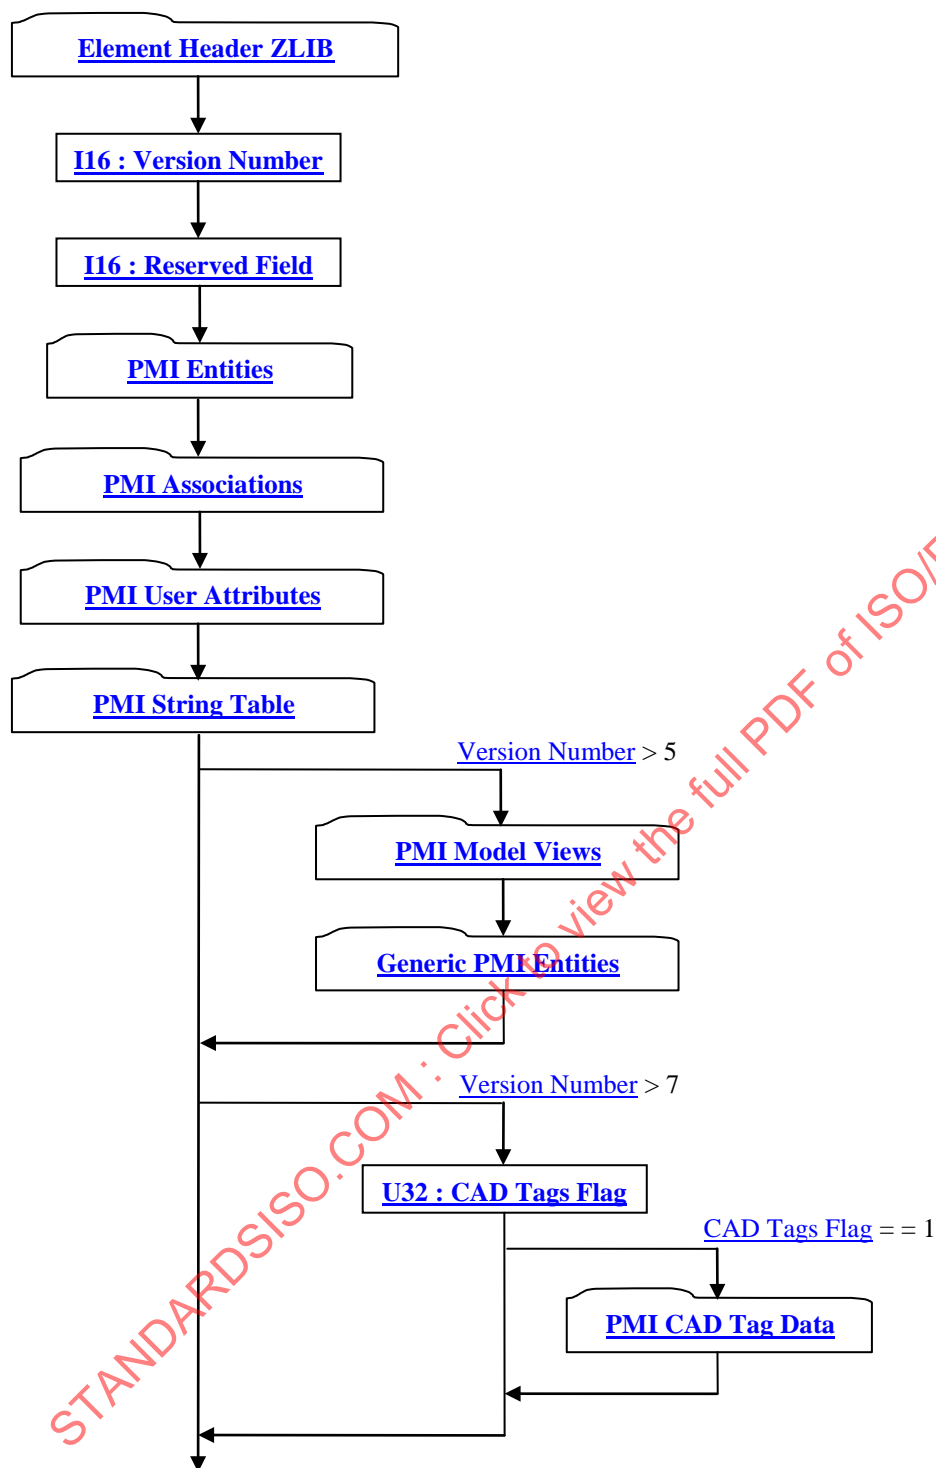 Element Header ZLIB
I16 : Version Number
I16 : Reserved Field
PMI Entities
PMI Associations
PMI User Attributes
PMI String Table
Version Number > 5
PMI Model Views
Generic PMI Entities
Version Number > 7
U32 : CAD Tags Flag
CAD Tags Flag = = 1
PMI CAD Tag Data
STANDARDSISO.COM : Click to view the full PDF of ISO/